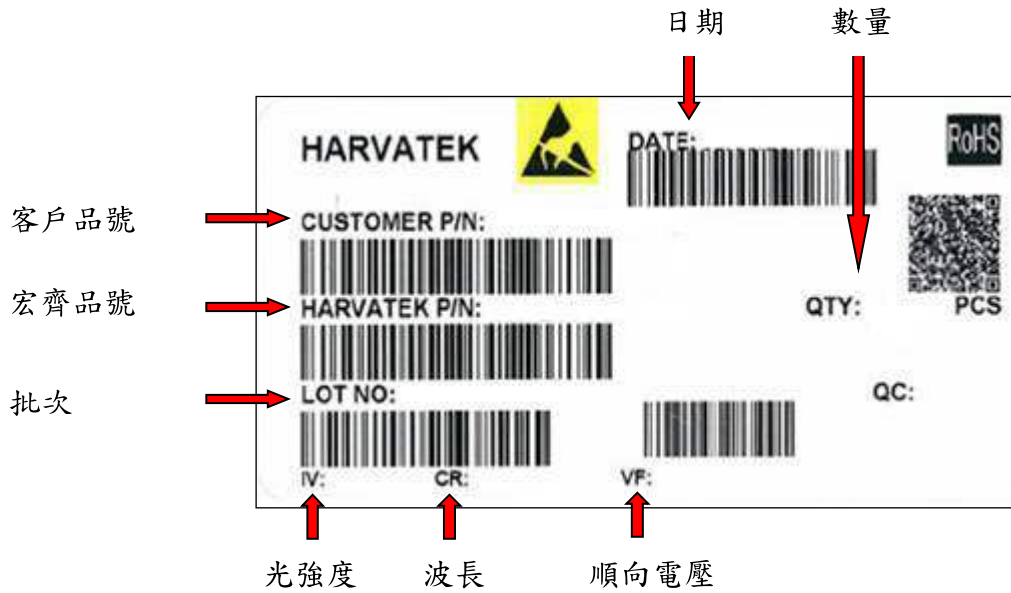 日期 數量
HARVATEK DATE: RoHS
客戶品號 CUSTOMER P/N:
宏齊品號 HARVATEK P/N: QTY: PCS
批次 LOT NO: QC:
IV: CR: VF:
光強度 波長 順向電壓